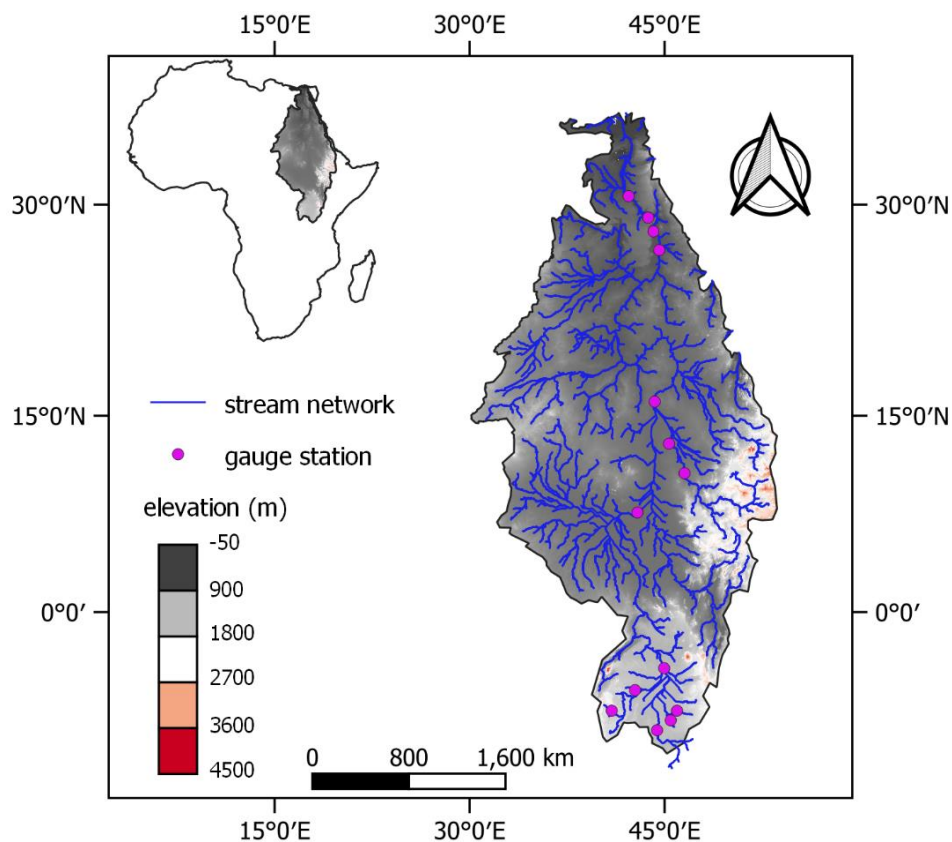 15°0′E 30°0′E 45°0′E
30°0′N 30°0′N
stream network
15°0′N 15°0′N
gauge station
elevation (m)
-50
900
1800
0°0′ 0°0′
2700
3600
4500
0 800 1,600 km
15°0′E 30°0′E 45°0′E